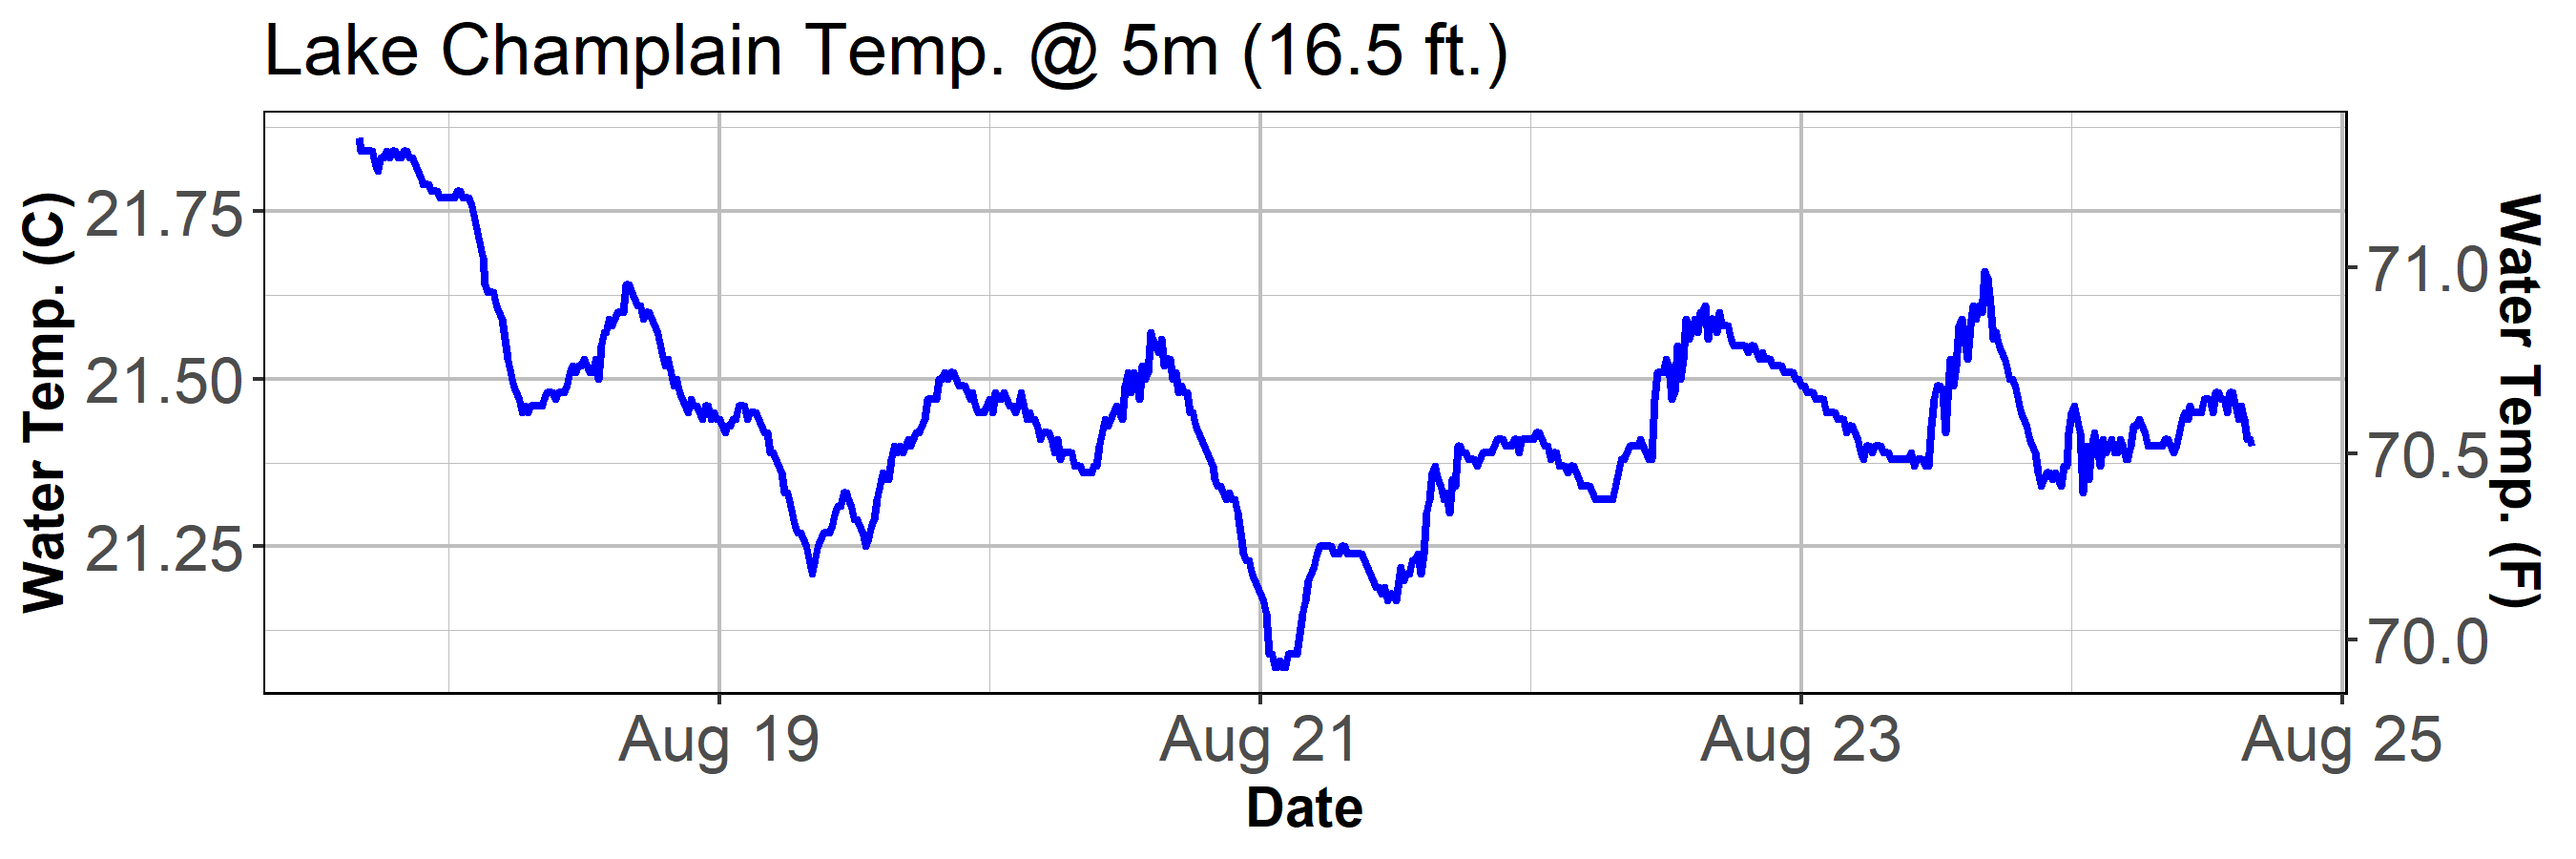 Lake Champlain Temp. @ 5m (16.5 ft.)
Water Temp. (C)
21.75
21.50
21.25
71.0
70.5
70.0
Water Temp. (F)
Aug 19
Aug 21
Aug 23
Aug 25
Date